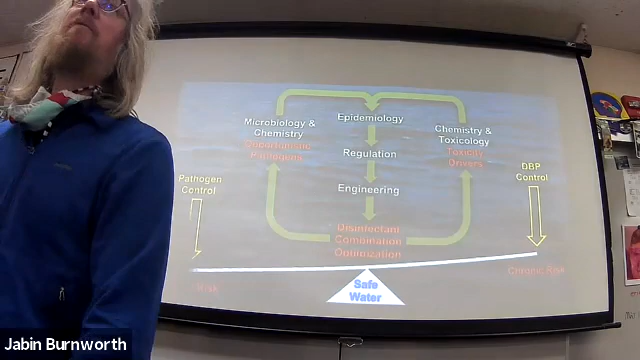 Epidemiology
Microbiology &
Chemistry
Opportunistic
Pathogens
Chemistry &
Toxicology
Toxicity
Drivers
Regulation
Engineering
Pathogen
Control
DBP
Control
Disinfectant
Combination
Optimization
Chronic Risk
Safe
Water
Jabin Burnworth